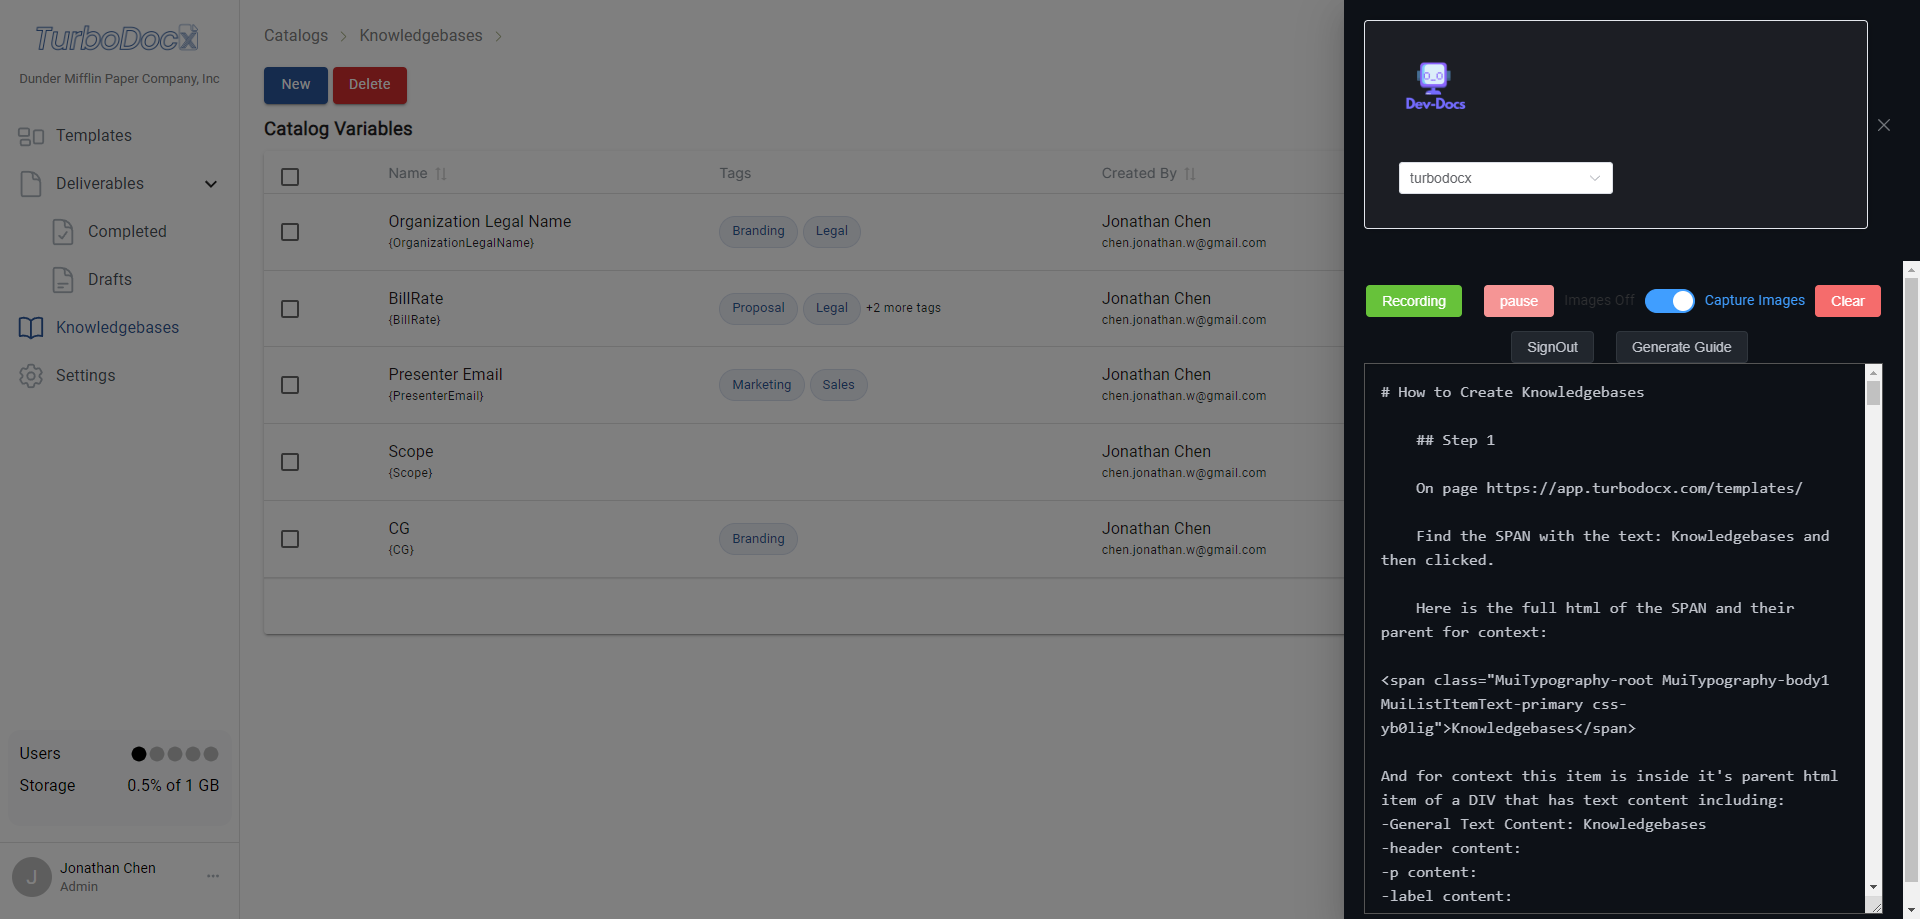 TurboDocX
Dunder Mifflin Paper Company, Inc
Templates
Deliverables
Completed
Drafts
Knowledgebases
Settings
Users
Storage 0.5% of 1 GB
J
Jonathan Chen
Admin
Catalogs > Knowledgebases >
New Delete
Catalog Variables
Name Tags Created By
Organization Legal Name
{OrganizationLegalName}
Branding Legal
Jonathan Chen
chen.jonathan.w@gmail.com
BillRate
{BillRate}
Proposal Legal +2 more tags
Jonathan Chen
chen.jonathan.w@gmail.com
Presenter Email
{PresenterEmail}
Marketing Sales
Jonathan Chen
chen.jonathan.w@gmail.com
Scope
{Scope}
Jonathan Chen
chen.jonathan.w@gmail.com
CG
{CG}
Branding
Jonathan Chen
chen.jonathan.w@gmail.com
Dev-Docs
turbodocx
Recording pause Images Off Capture Images Clear
SignOut Generate Guide
# How to Create Knowledgebases
## Step 1
On page https://app.turbodocx.com/templates/
Find the SPAN with the text: Knowledgebases and
then clicked.
Here is the full html of the SPAN and their
parent for context:
<span class="MuiTypography-root MuiTypography-body1
MuiListItemText-primary css-
yb0lig">Knowledgebases</span>
And for context this item is inside it's parent html
item of a DIV that has text content including:
-General Text Content: Knowledgebases
-header content:
-p content:
-label content: